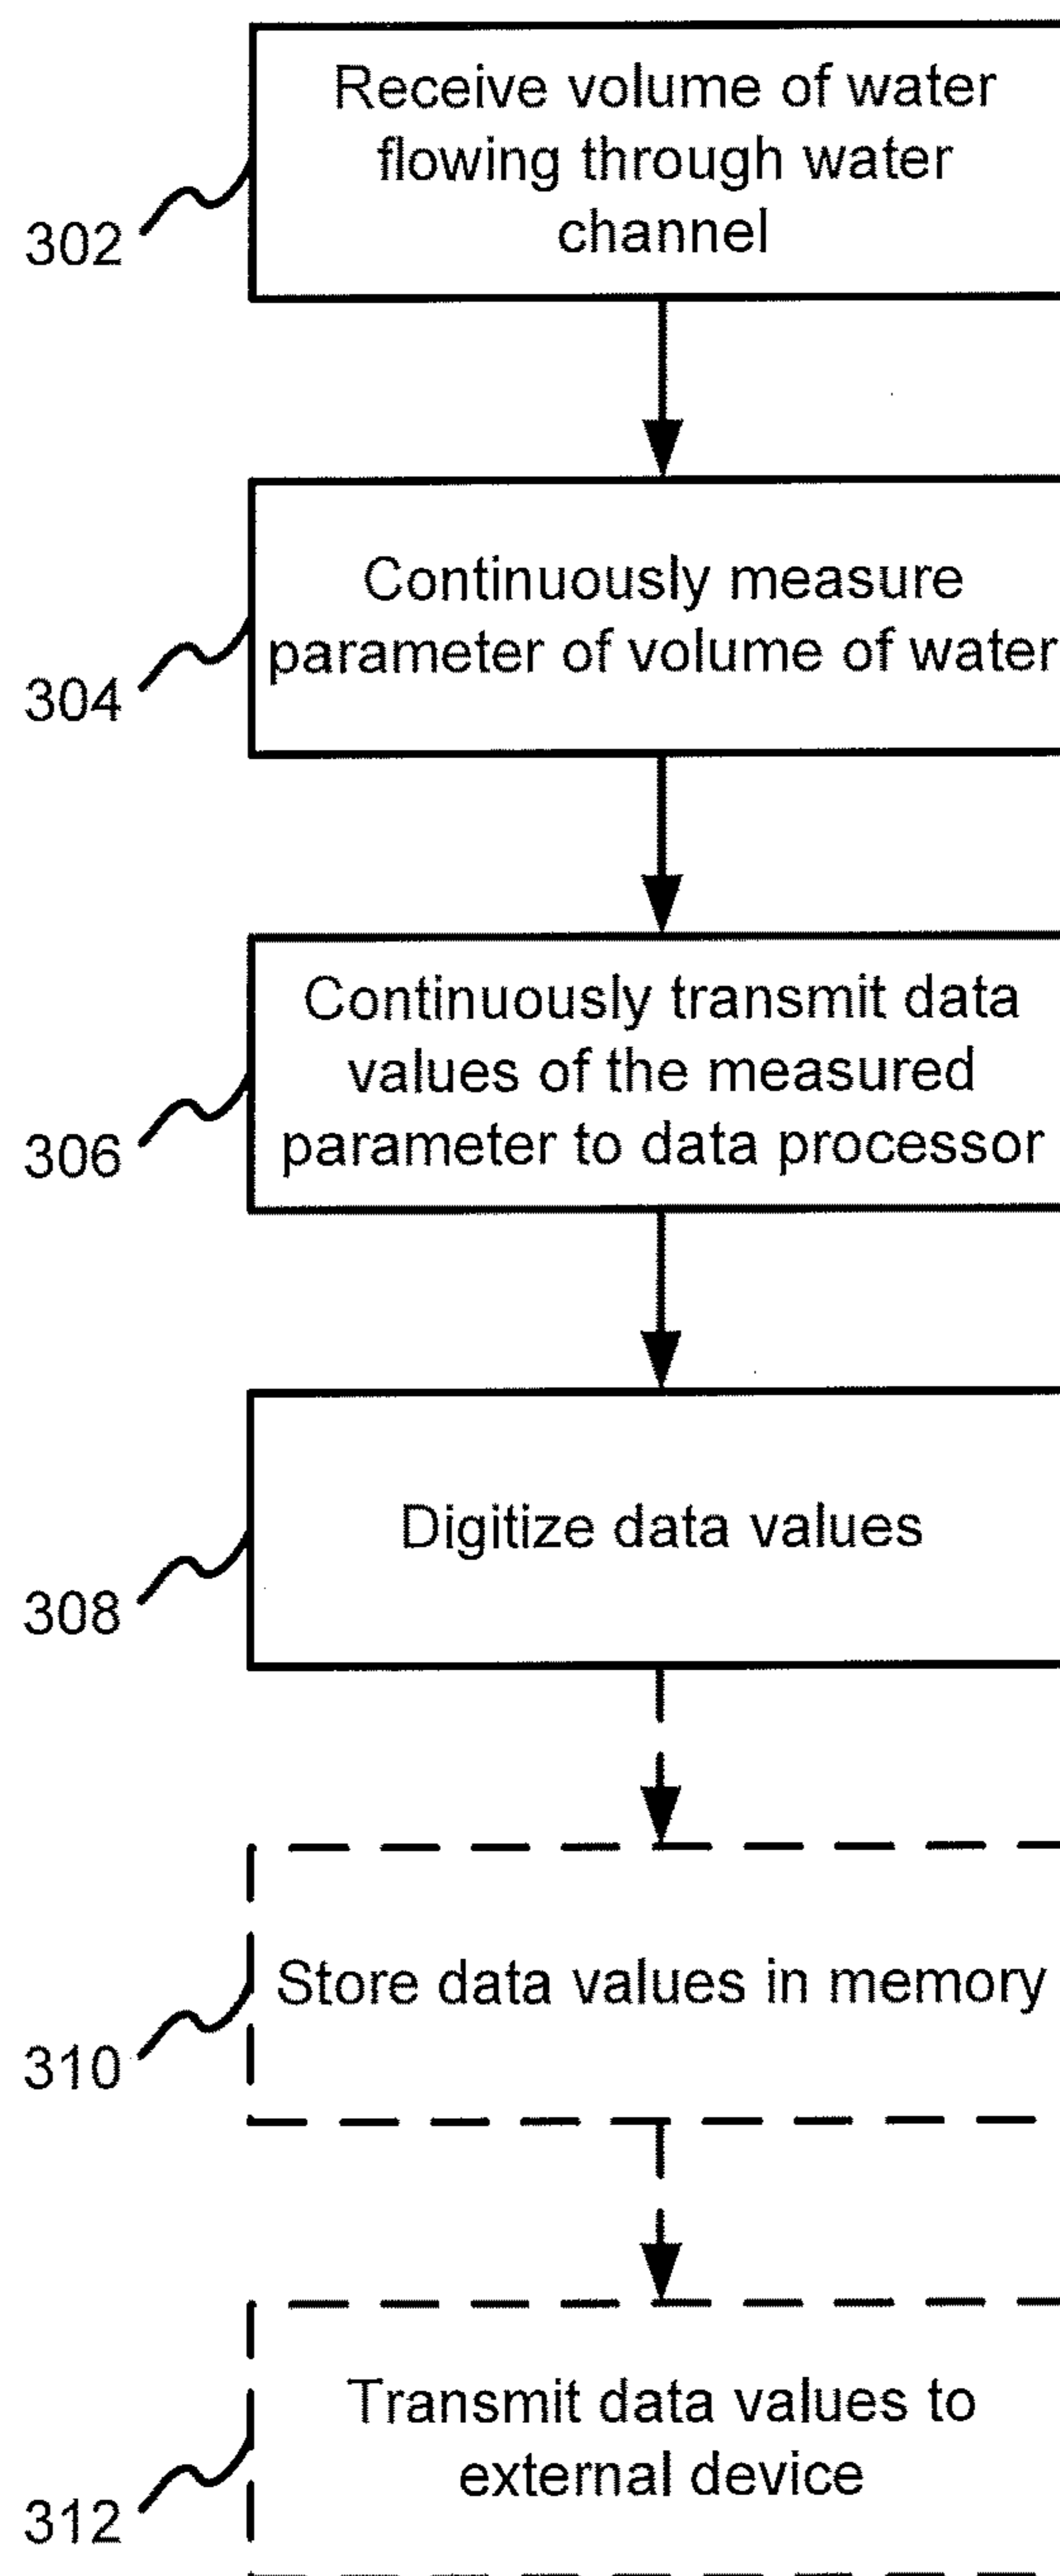 Receive volume of water
flowing through water
channel
302
Continuously measure
parameter of volume of water
304
Continuously transmit data
values of the measured
parameter to data processor
306
Digitize data values
308
Store data values in memory
310
Transmit data values to
external device
312